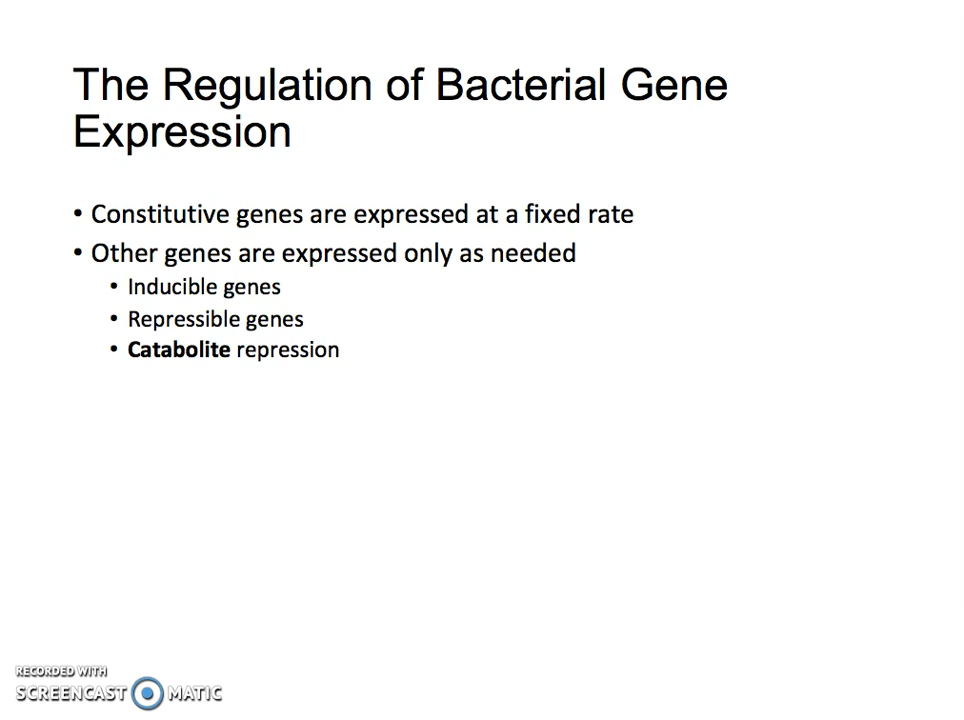 The Regulation of Bacterial Gene
Expression
• Constitutive genes are expressed at a fixed rate
• Other genes are expressed only as needed
• Inducible genes
• Repressible genes
• Catabolite repression
RECORDED WITH
SCREENCAST MATIC